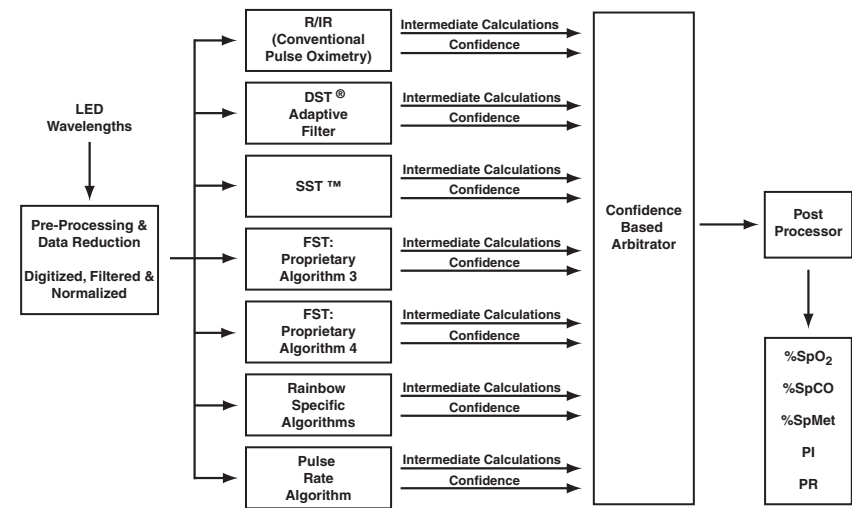 LED
Wavelengths
Pre-Processing &
Data Reduction
Digitized, Filtered &
Normalized
R/IR
(Conventional
Pulse Oximetry)
Intermediate Calculations
Confidence
DST ®
Adaptive
Filter
Intermediate Calculations
Confidence
SST ™
Intermediate Calculations
Confidence
FST:
Proprietary
Algorithm 3
Intermediate Calculations
Confidence
FST:
Proprietary
Algorithm 4
Intermediate Calculations
Confidence
Rainbow
Specific
Algorithms
Intermediate Calculations
Confidence
Pulse
Rate
Algorithm
Intermediate Calculations
Confidence
Confidence
Based
Arbitrator
Post
Processor
%SpO₂
%SpCO
%SpMet
PI
PR